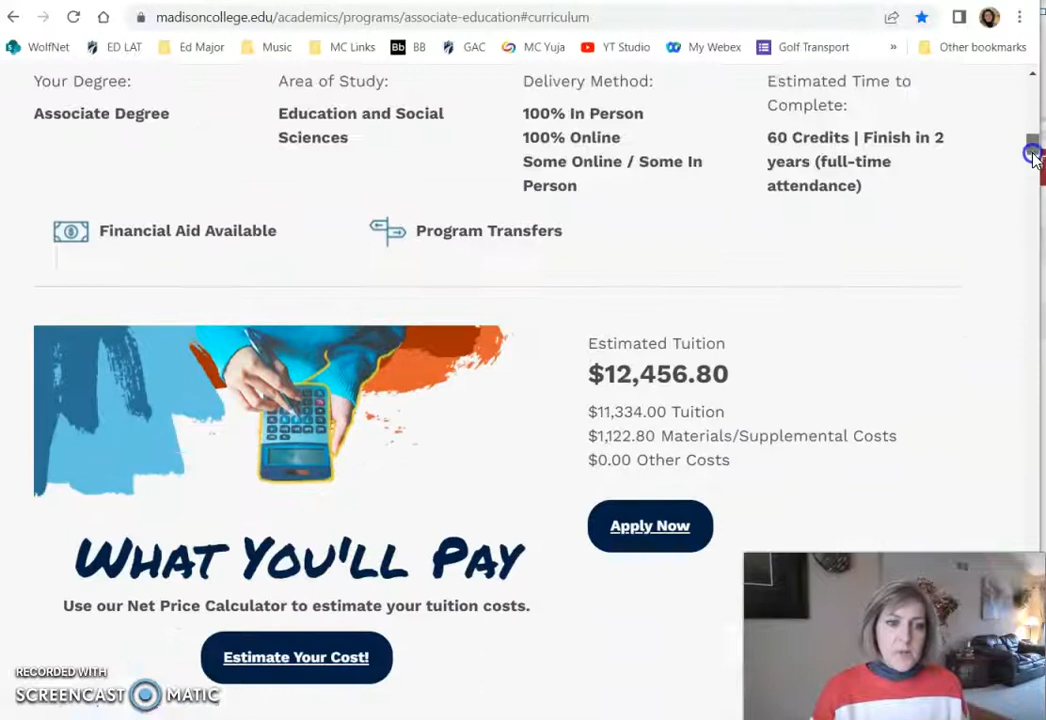 madisoncollege.edu/academics/programs/associate-education#curriculum
WolfNet ED LAT Ed Major Music MC Links Bb BB GAC MC Yuja YT Studio My Webex Golf Transport » Other bookmarks
Your Degree:
Associate Degree
Area of Study:
Education and Social
Sciences
Delivery Method:
100% In Person
100% Online
Some Online / Some In
Person
Estimated Time to
Complete:
60 Credits | Finish in 2
years (full-time
attendance)
Financial Aid Available
Program Transfers
Estimated Tuition
$12,456.80
$11,334.00 Tuition
$1,122.80 Materials/Supplemental Costs
$0.00 Other Costs
Apply Now
What You'll Pay
Use our Net Price Calculator to estimate your tuition costs.
Estimate Your Cost!
RECORDED WITH
SCREENCAST MATIC